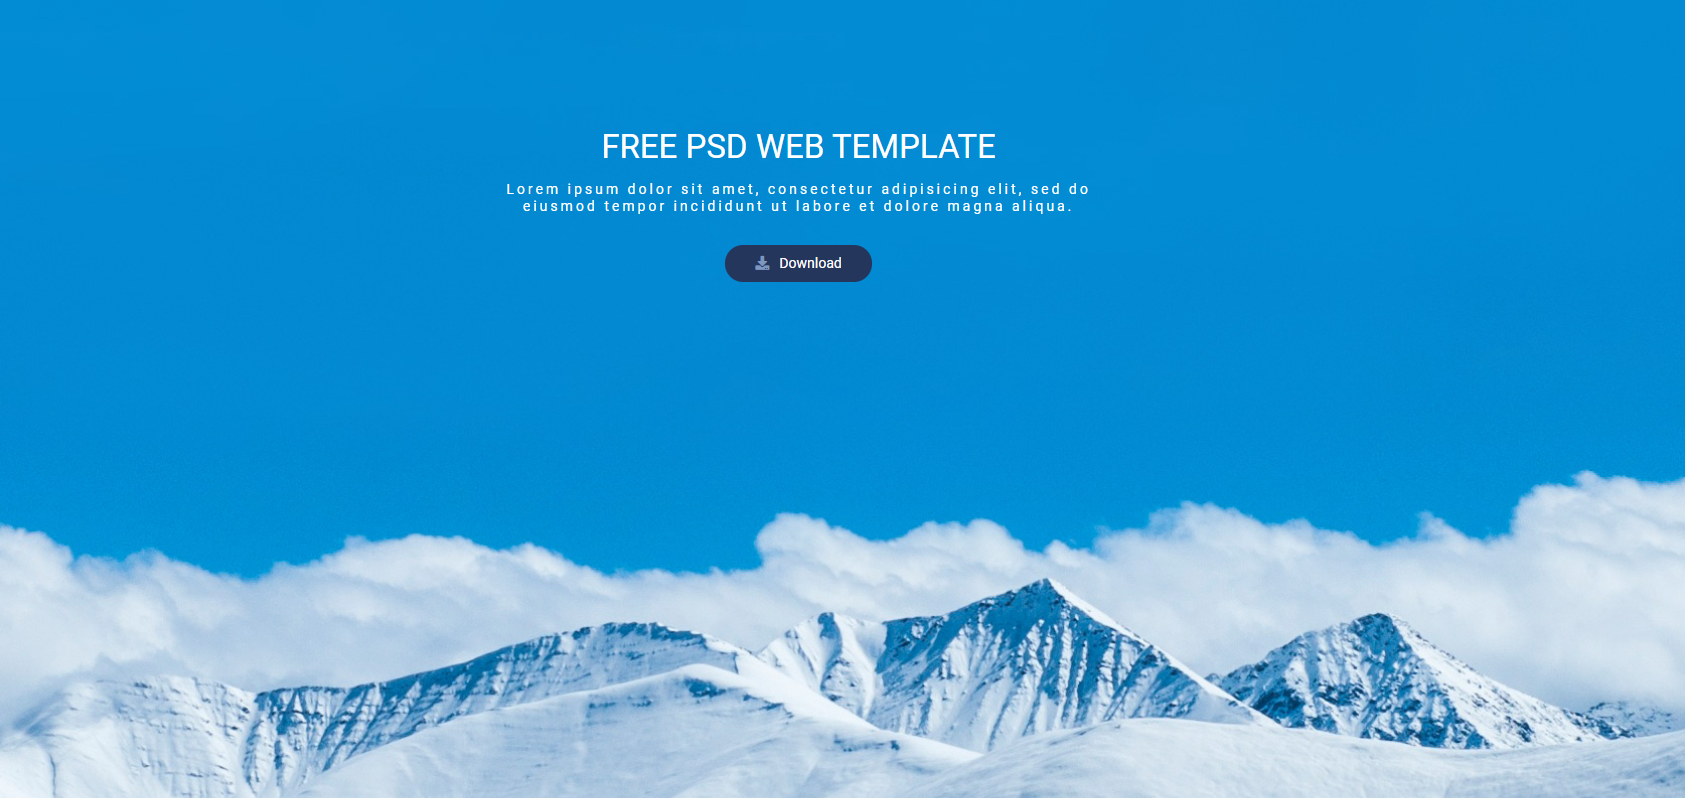 FREE PSD WEB TEMPLATE
Lorem ipsum dolor sit amet, consectetur adipisicing elit, sed do
eiusmod tempor incididunt ut labore et dolore magna aliqua.
Download